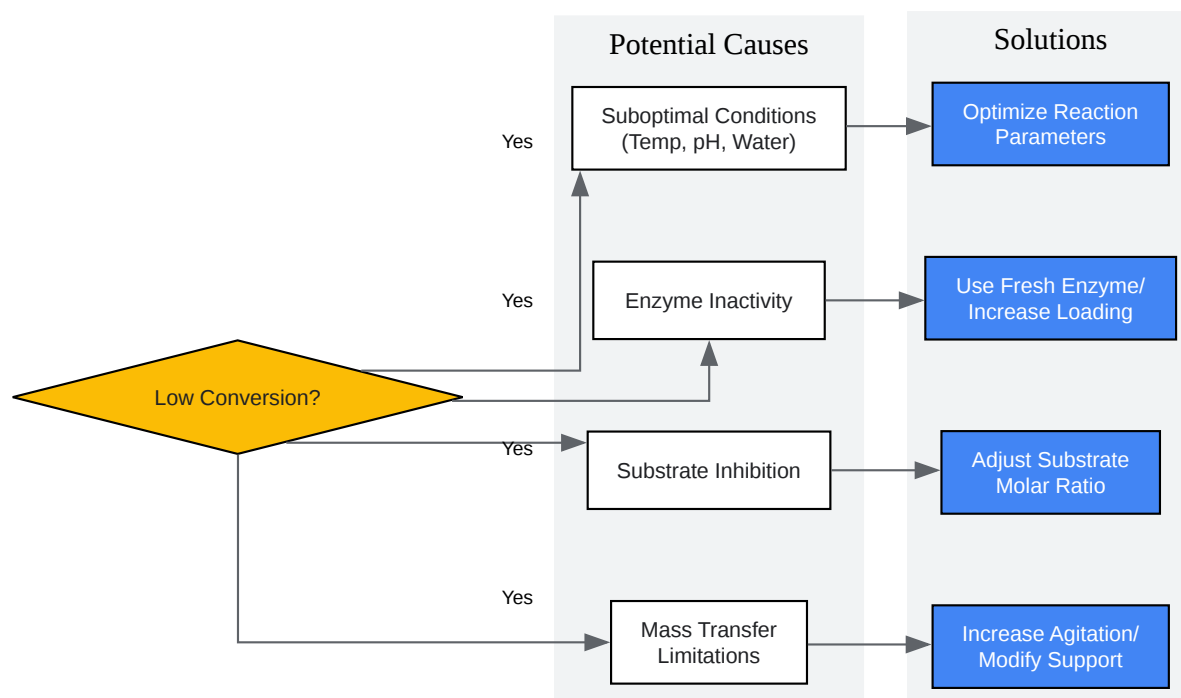 Potential Causes
Solutions
Yes
Suboptimal Conditions
(Temp, pH, Water)
Optimize Reaction
Parameters
Yes
Enzyme Inactivity
Use Fresh Enzyme/
Increase Loading
Low Conversion?
Yes
Substrate Inhibition
Adjust Substrate
Molar Ratio
Yes
Mass Transfer
Limitations
Increase Agitation/
Modify Support